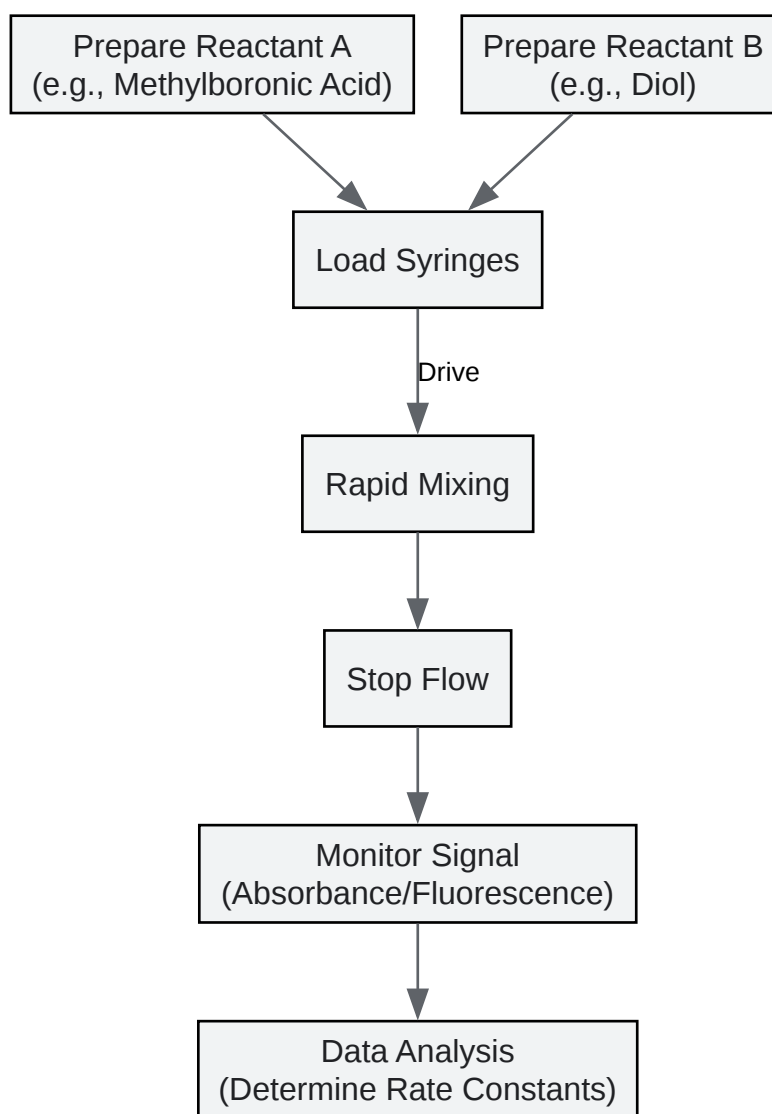 Prepare Reactant A
(e.g., Methylboronic Acid)
Prepare Reactant B
(e.g., Diol)
Load Syringes
Drive
Rapid Mixing
Stop Flow
Monitor Signal
(Absorbance/Fluorescence)
Data Analysis
(Determine Rate Constants)